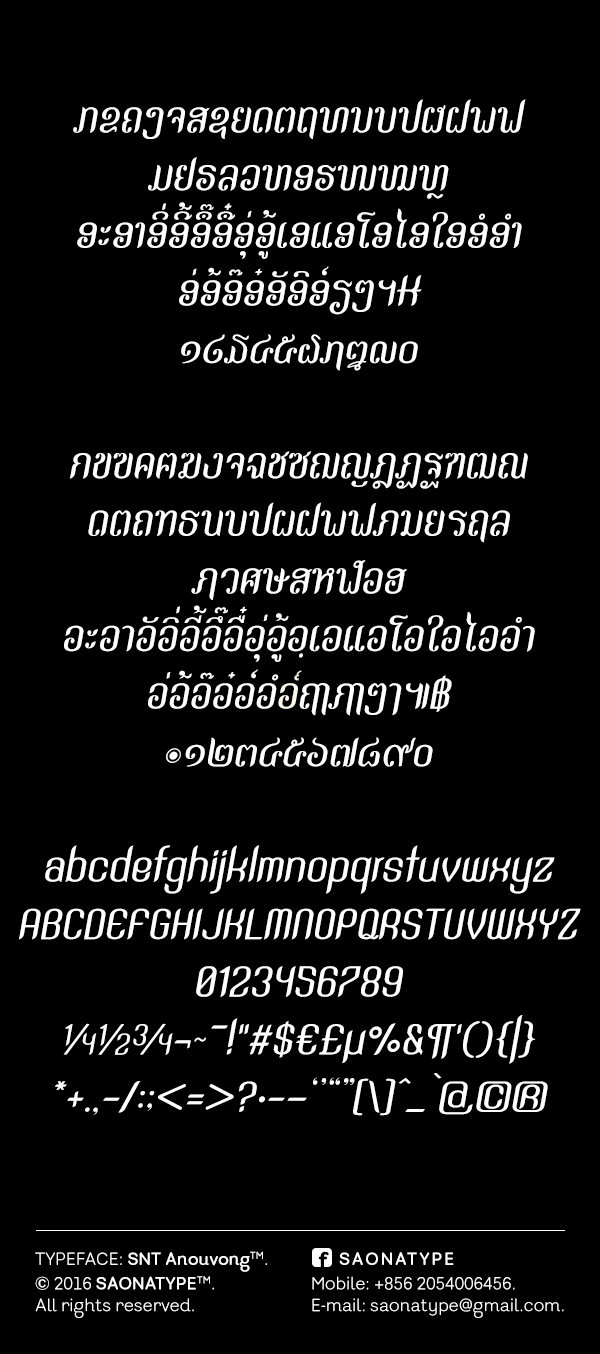 ກຂຄງຈສຊຍດຕຖທນບປຜຝພຟ
ມຢຣລວຫອຮໜໝຫຼ
ອະອາອິ່ອີ້ອຶ໊ອື໋ອຸ່ອູ້ເອແອໂອໄອໃອອໍອຳ
ອ່ອ້ອ໊ອ໋ອັອົອ໌ຽໆຯ₭
໑໒໓໔໕໖໗໘໙໐
กขฃคฅฆงจฉชซฌญฎฏฐฑฒณ
ดตถทธนบปผฝพฟภมยรฤล
ฦวศษสหฬอฮ
อะอาอัอิ่อี้อึ๊อื๋อุ่อู้อฺเอแอโอใอไออำ
อ่อ้อ๊อ๋อ์อํอ๎ฤๅฦๅๆๅ๚฿
๏๑๒๓๔๕๖๗๘๙๐
abcdefghijklmnopqrstuvwxyz
ABCDEFGHIJKLMNOPQRSTUVWXYZ
0123456789
¼½¾¬~¯!"#$€£µ%&¶'(){|}
*+.,-/:;<=>?·–—‘’“”[\]^_`@©®
TYPEFACE: SNT Anouvong™.
© 2016 SAONATYPE™.
All rights reserved.
SAONATYPE
Mobile: +856 2054006456.
E-mail: saonatype@gmail.com.